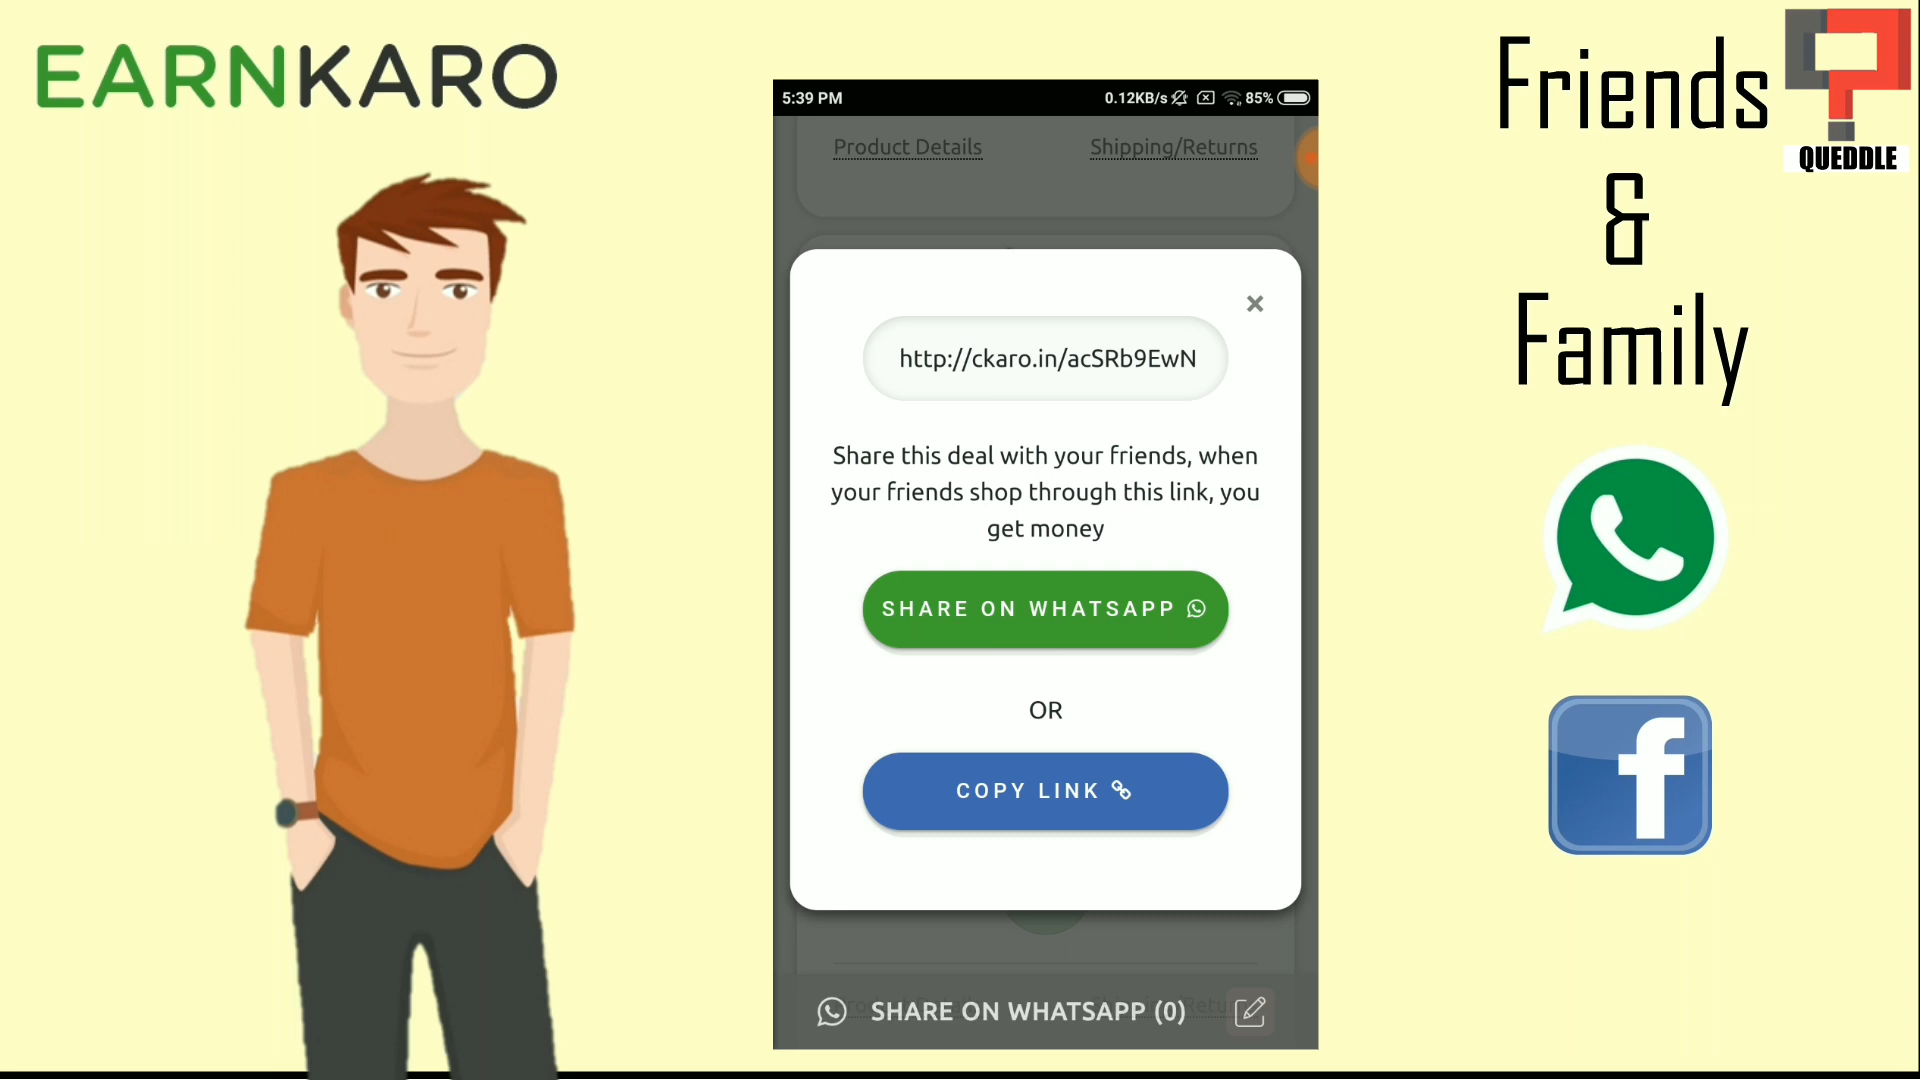 EARNKARO
5:39 PM
0.12KB/s
85%
Product Details
Shipping/Returns
http://ckaro.in/acSRb9EwN
Share this deal with your friends, when
your friends shop through this link, you
get money
SHARE ON WHATSAPP
OR
COPY LINK
SHARE ON WHATSAPP (0)
Friends
&
Family
QUEDDLE